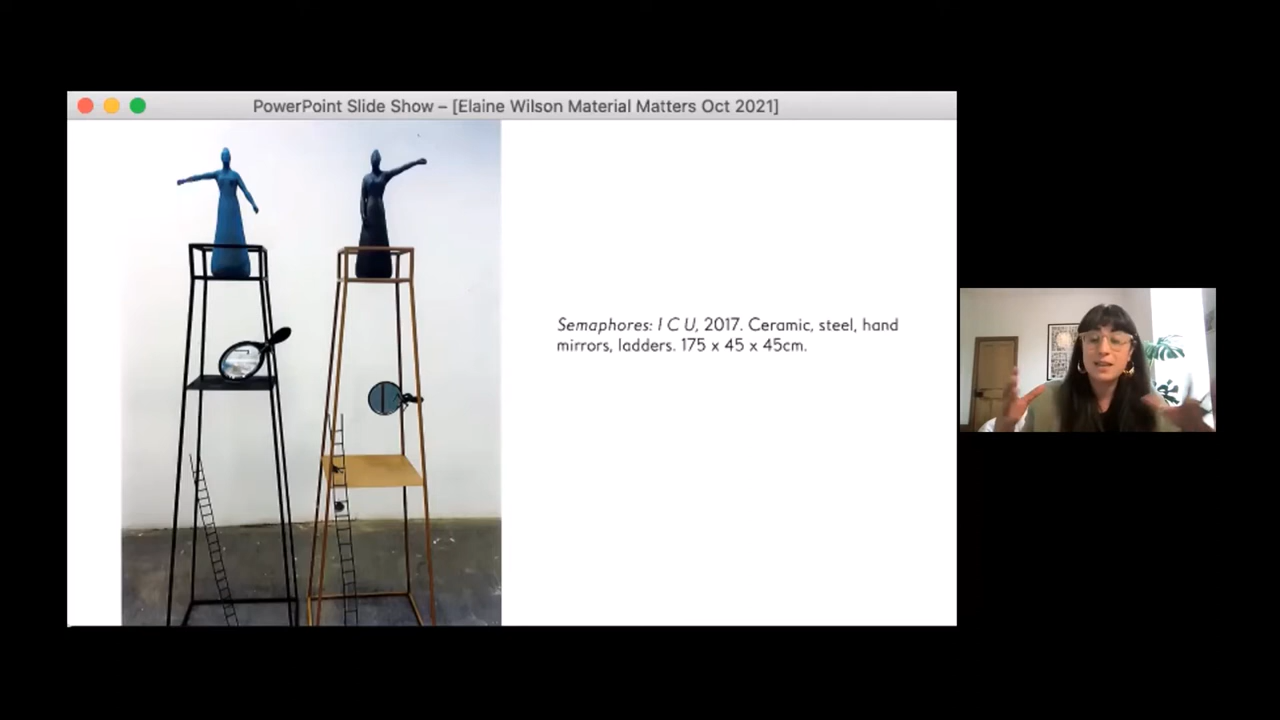 PowerPoint Slide Show – [Elaine Wilson Material Matters Oct 2021]
Semaphores: I C U, 2017. Ceramic, steel, hand
mirrors, ladders. 175 x 45 x 45cm.